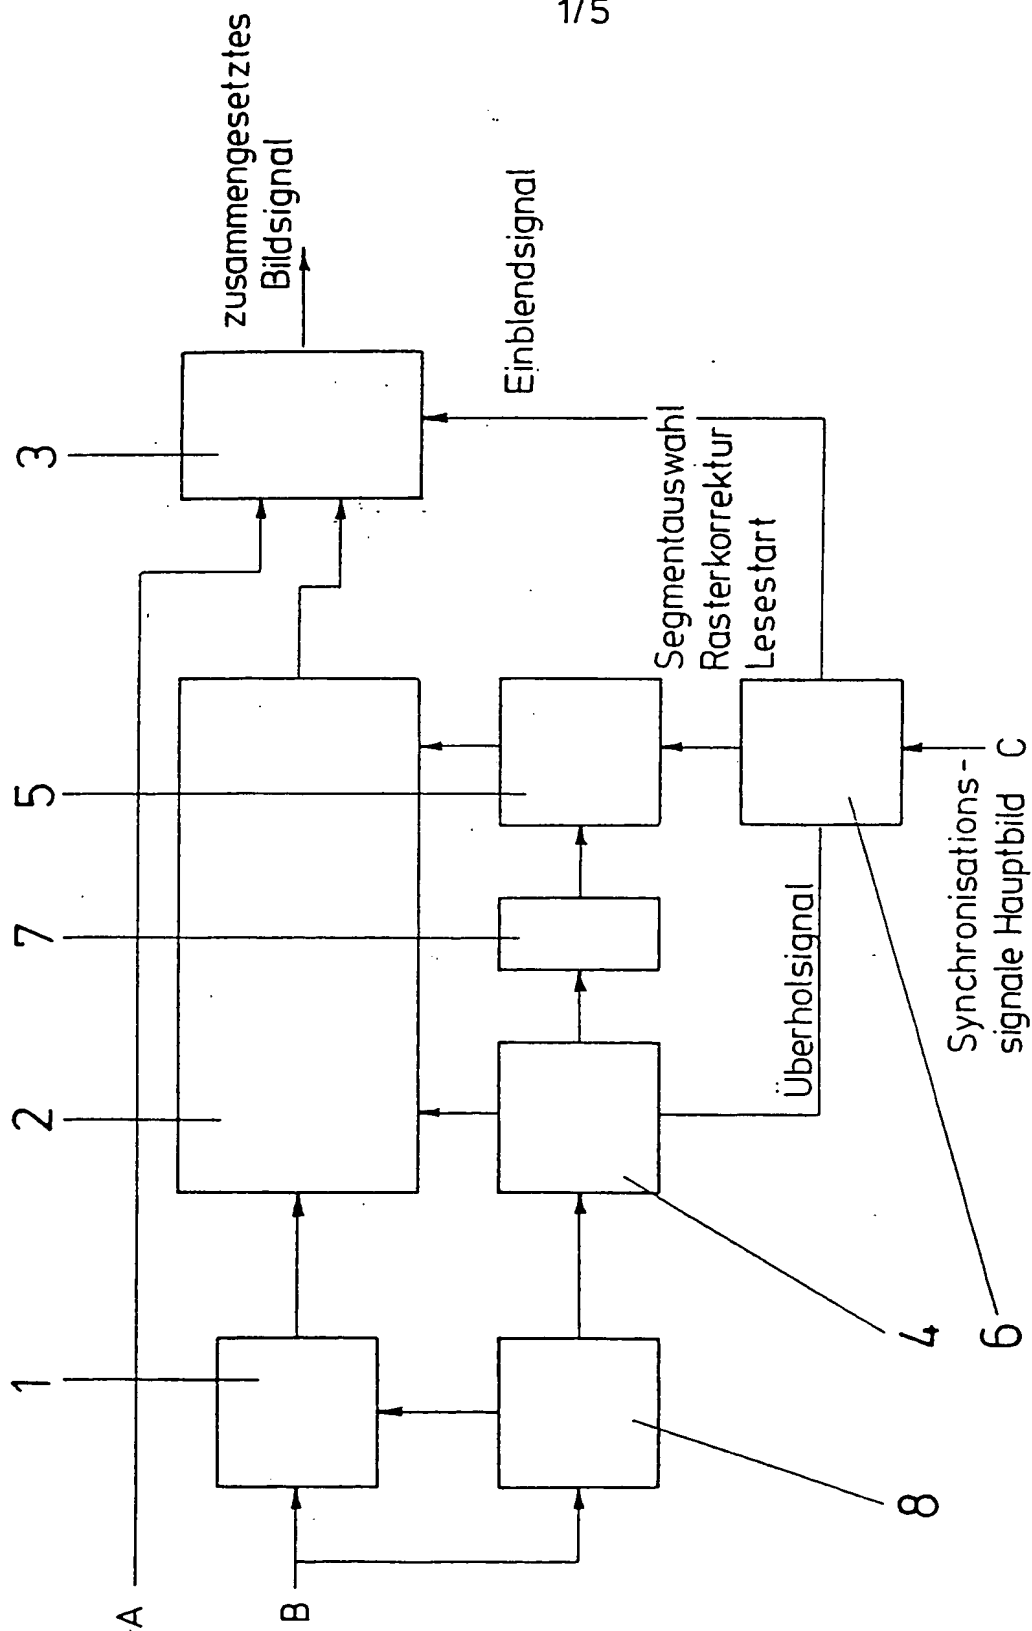 1/5
zusammengesetztes
Bildsignal
Einblendsignal
3
Segmentauswahl
Rasterkorrektur
Lesestart
5
7
2
1
Überholsignal
Synchronisations-
signale Hauptbild C
4
6
8
A
B